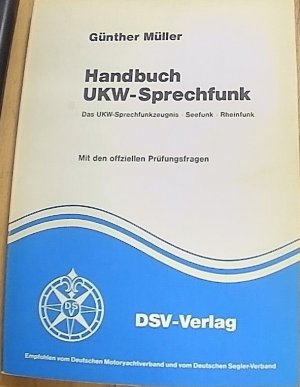 Günther Müller
Handbuch
UKW-Sprechfunk
Das UKW-Sprechfunkzeugnis · Seefunk · Rheinfunk
Mit den offziellen Prüfungsfragen
DSV
DSV-Verlag
Empfohlen vom Deutschen Motoryachtverband und vom Deutschen Segler-Verband